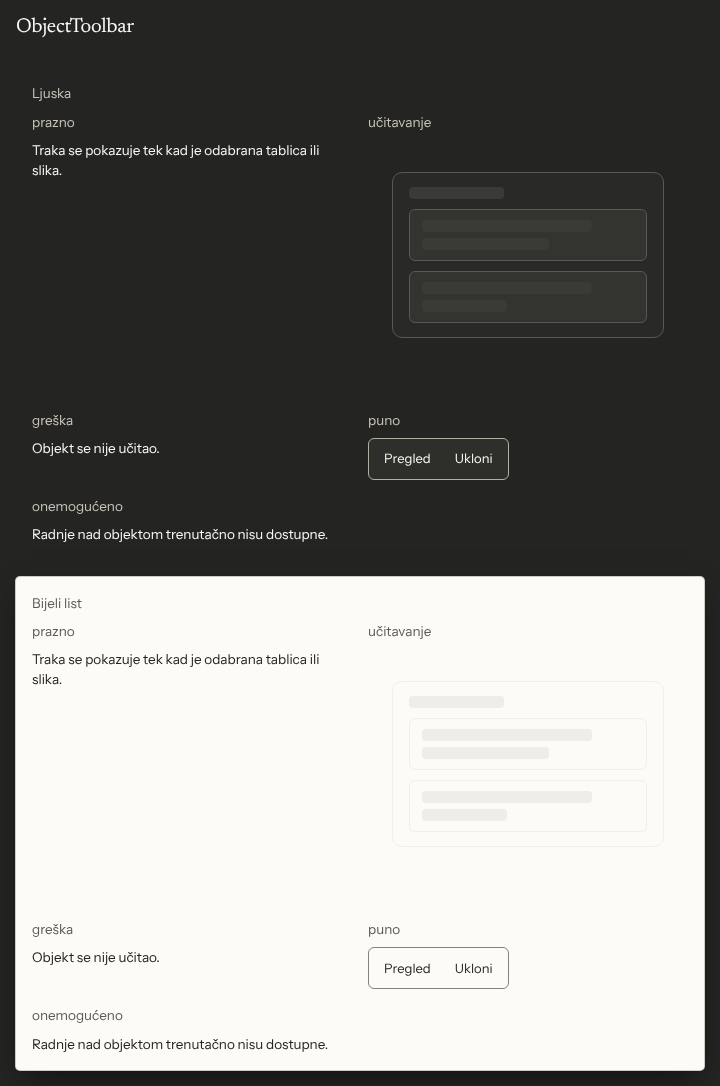 ObjectToolbar
Ljuska
prazno
Traka se pokazuje tek kad je odabrana tablica ili
slika.
učitavanje
greška
Objekt se nije učitao.
puno
Pregled Ukloni
onemogućeno
Radnje nad objektom trenutačno nisu dostupne.
Bijeli list
prazno
Traka se pokazuje tek kad je odabrana tablica ili
slika.
učitavanje
greška
Objekt se nije učitao.
puno
Pregled Ukloni
onemogućeno
Radnje nad objektom trenutačno nisu dostupne.